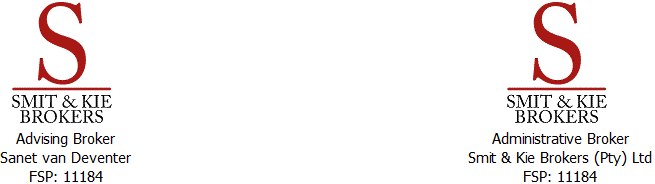 S
SMIT & KIE
BROKERS
Advising Broker
Sanet van Deventer
FSP: 11184
S
SMIT & KIE
BROKERS
Administrative Broker
Smit & Kie Brokers (Pty) Ltd
FSP: 11184